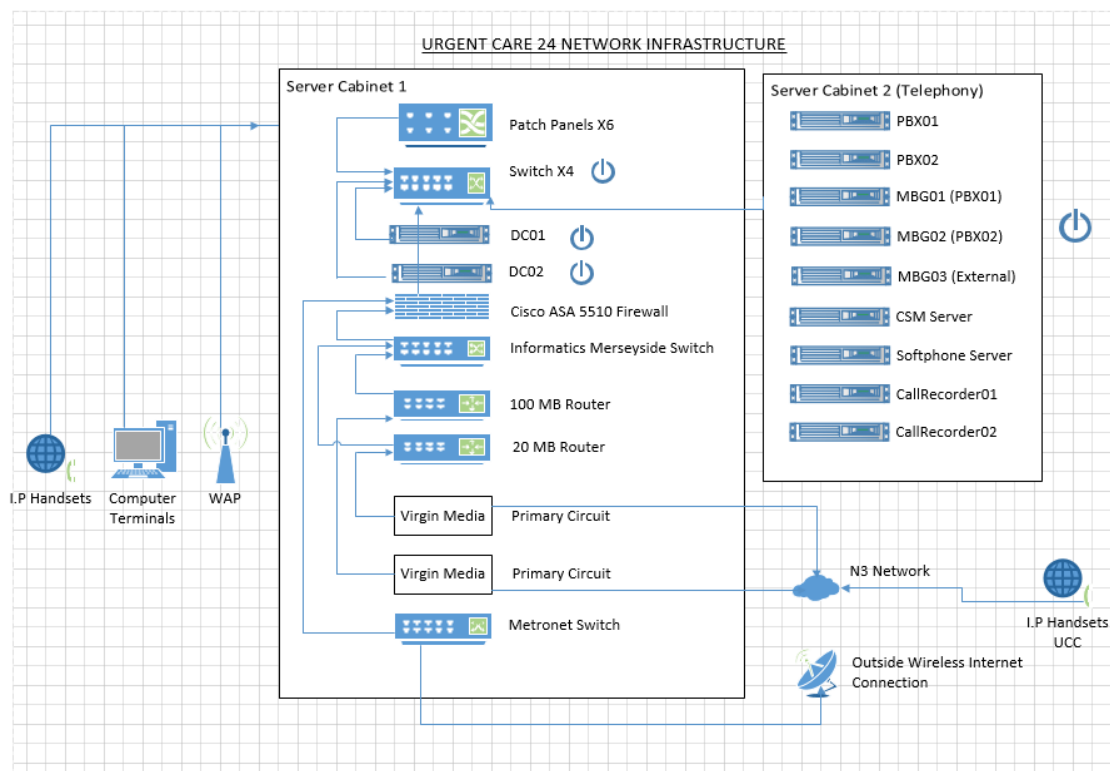 URGENT CARE 24 NETWORK INFRASTRUCTURE
Server Cabinet 1
Patch Panels X6
Switch X4
DC01
DC02
Cisco ASA 5510 Firewall
Informatics Merseyside Switch
100 MB Router
20 MB Router
Virgin Media
Primary Circuit
Virgin Media
Primary Circuit
Metronet Switch
Server Cabinet 2 (Telephony)
PBX01
PBX02
MBG01 (PBX01)
MBG02 (PBX02)
MBG03 (External)
CSM Server
Softphone Server
CallRecorder01
CallRecorder02
I.P Handsets
Computer
Terminals
WAP
N3 Network
I.P Handsets
UCC
Outside Wireless Internet
Connection